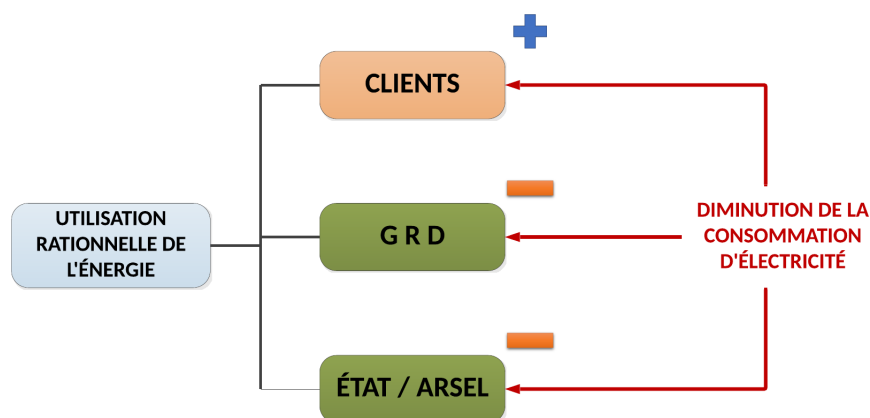 CLIENTS
UTILISATION
RATIONNELLE DE
L'ÉNERGIE
G R D
DIMINUTION DE LA
CONSOMMATION
D'ÉLECTRICITÉ
ÉTAT / ARSEL